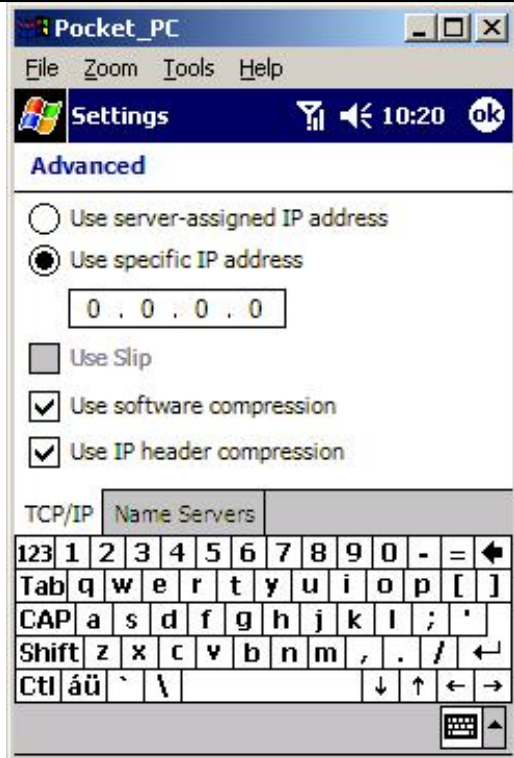 Pocket_PC
File Zoom Tools Help
Settings 10:20 ok
Advanced
Use server-assigned IP address
Use specific IP address
0 . 0 . 0 . 0
Use Slip
Use software compression
Use IP header compression
TCP/IP Name Servers
123 1 2 3 4 5 6 7 8 9 0 - =
Tab q w e r t y u i o p [ ]
CAP a s d f g h j k l ; '
Shift z x c v b n m , . /
Ctl áü ` \